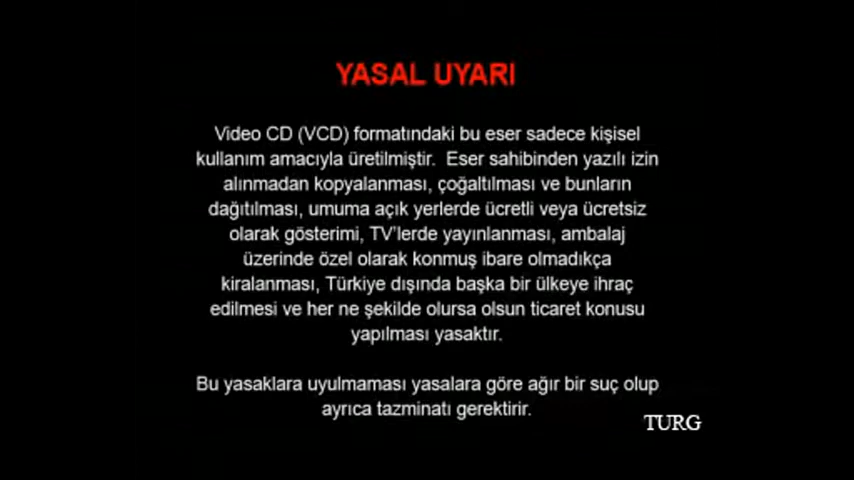 YASAL UYARI
Video CD (VCD) formatındaki bu eser sadece kişisel
kullanım amacıyla üretilmiştir.  Eser sahibinden yazılı izin
alınmadan kopyalanması, çoğaltılması ve bunların
dağıtılması, umuma açık yerlerde ücretli veya ücretsiz
olarak gösterimi, TV'lerde yayınlanması, ambalaj
üzerinde özel olarak konmuş ibare olmadıkça
kiralanması, Türkiye dışında başka bir ülkeye ihraç
edilmesi ve her ne şekilde olursa olsun ticaret konusu
yapılması yasaktır.
Bu yasaklara uyulmaması yasalara göre ağır bir suç olup
ayrıca tazminatı gerektirir.
TURG